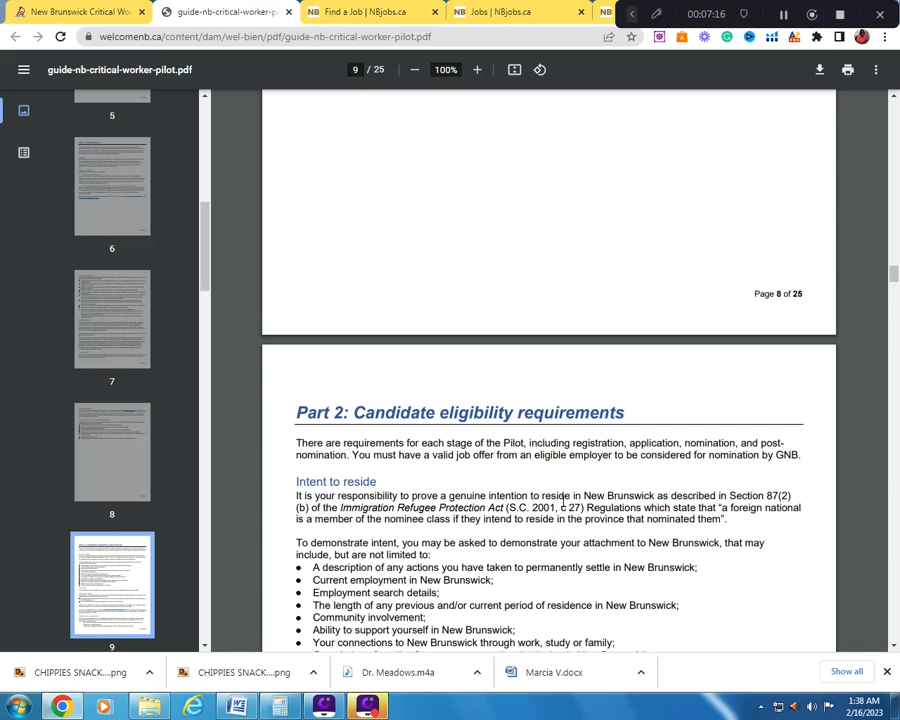 New Brunswick Critical Wor
guide-nb-critical-worker-pi
Find a Job | NBjobs.ca
Jobs | NBjobs.ca
NB
00:07:16
welcomenb.ca/content/dam/wel-bien/pdf/guide-nb-critical-worker-pilot.pdf
guide-nb-critical-worker-pilot.pdf
9 / 25
100%
5
6
7
8
9
Page 8 of 25
Part 2: Candidate eligibility requirements
There are requirements for each stage of the Pilot, including registration, application, nomination, and post-
nomination. You must have a valid job offer from an eligible employer to be considered for nomination by GNB.
Intent to reside
It is your responsibility to prove a genuine intention to reside in New Brunswick as described in Section 87(2)
(b) of the Immigration Refugee Protection Act (S.C. 2001, c 27) Regulations which state that “a foreign national
is a member of the nominee class if they intend to reside in the province that nominated them”.
To demonstrate intent, you may be asked to demonstrate your attachment to New Brunswick, that may
include, but are not limited to:
• A description of any actions you have taken to permanently settle in New Brunswick;
• Current employment in New Brunswick;
• Employment search details;
• The length of any previous and/or current period of residence in New Brunswick;
• Community involvement;
• Ability to support yourself in New Brunswick;
• Your connections to New Brunswick through work, study or family;
CHIPPIES SNACK....png
CHIPPIES SNACK....png
Dr. Meadows.m4a
Marcia V.docx
Show all
1:38 AM
2/16/2023